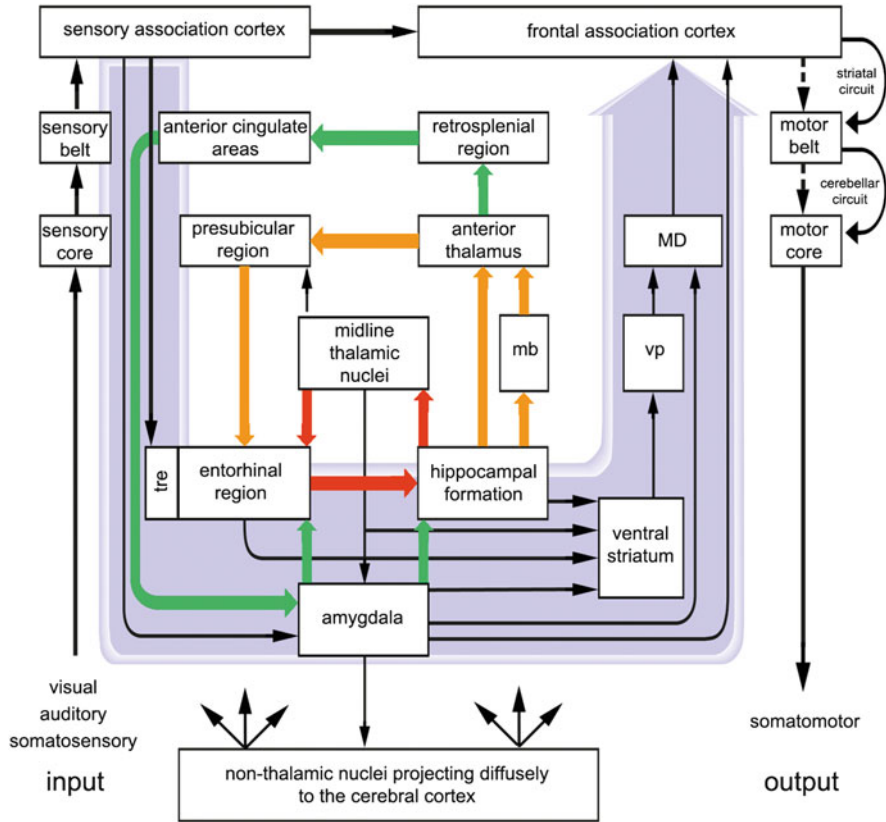 sensory association cortex
frontal association cortex
striatal
circuit
sensory
belt
anterior cingulate
areas
retrosplenial
region
motor
belt
cerebellar
circuit
sensory
core
presubicular
region
anterior
thalamus
MD
motor
core
midline
thalamic
nuclei
mb
vp
tre
entorhinal
region
hippocampal
formation
ventral
striatum
amygdala
visual
auditory
somatosensory
somatomotor
input
non-thalamic nuclei projecting diffusely
to the cerebral cortex
output